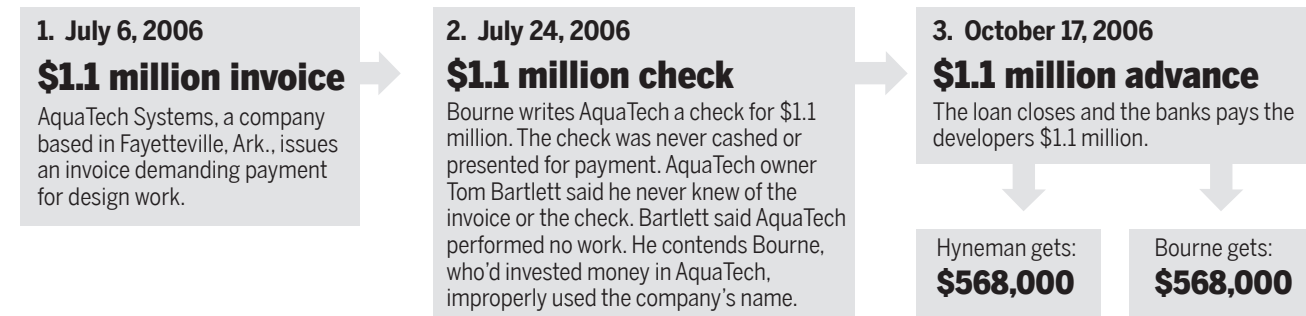 1. July 6, 2006
$1.1 million invoice
AquaTech Systems, a company
based in Fayetteville, Ark., issues
an invoice demanding payment
for design work.
2. July 24, 2006
$1.1 million check
Bourne writes AquaTech a check for $1.1
million. The check was never cashed or
presented for payment. AquaTech owner
Tom Bartlett said he never knew of the
invoice or the check. Bartlett said AquaTech
performed no work. He contends Bourne,
who’d invested money in AquaTech,
improperly used the company’s name.
3. October 17, 2006
$1.1 million advance
The loan closes and the banks pays the
developers $1.1 million.
Hyneman gets:
$568,000
Bourne gets:
$568,000